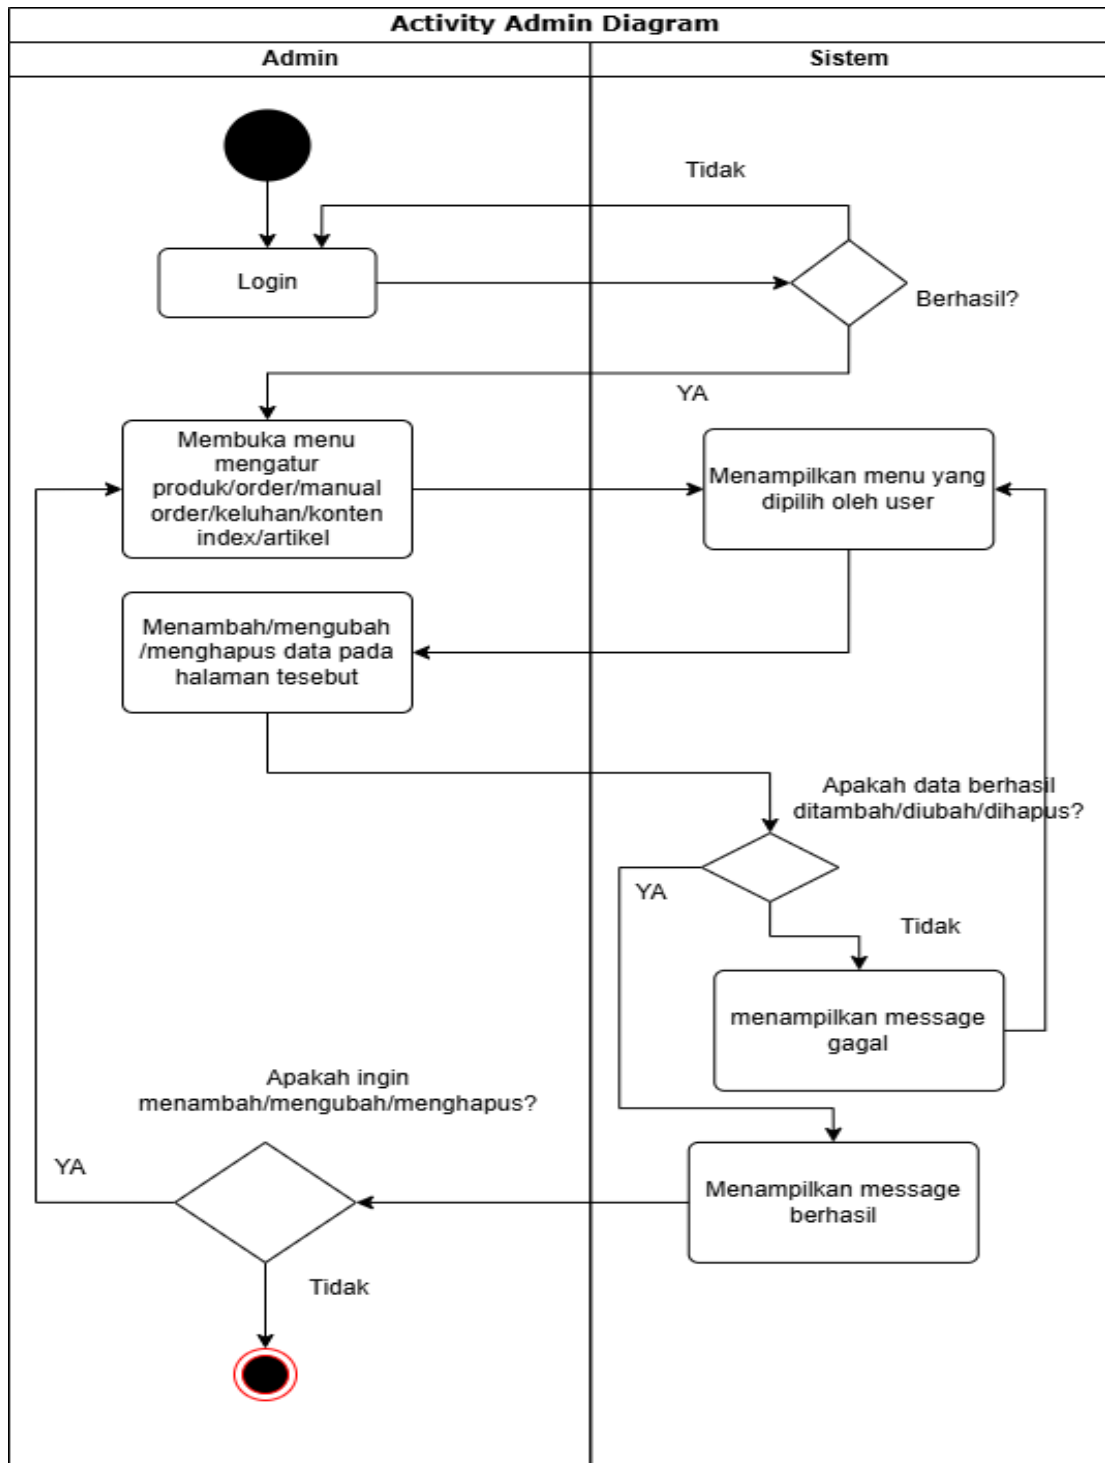 Activity Admin Diagram
Admin
Sistem
Tidak
Login
Berhasil?
YA
Membuka menu
mengatur
produk/order/manual
order/keluhan/konten
index/artikel
Menampilkan menu yang
dipilih oleh user
Menambah/mengubah
/menghapus data pada
halaman tesebut
Apakah data berhasil
ditambah/diubah/dihapus?
YA
Tidak
menampilkan message
gagal
Apakah ingin
menambah/mengubah/menghapus?
YA
Menampilkan message
berhasil
Tidak